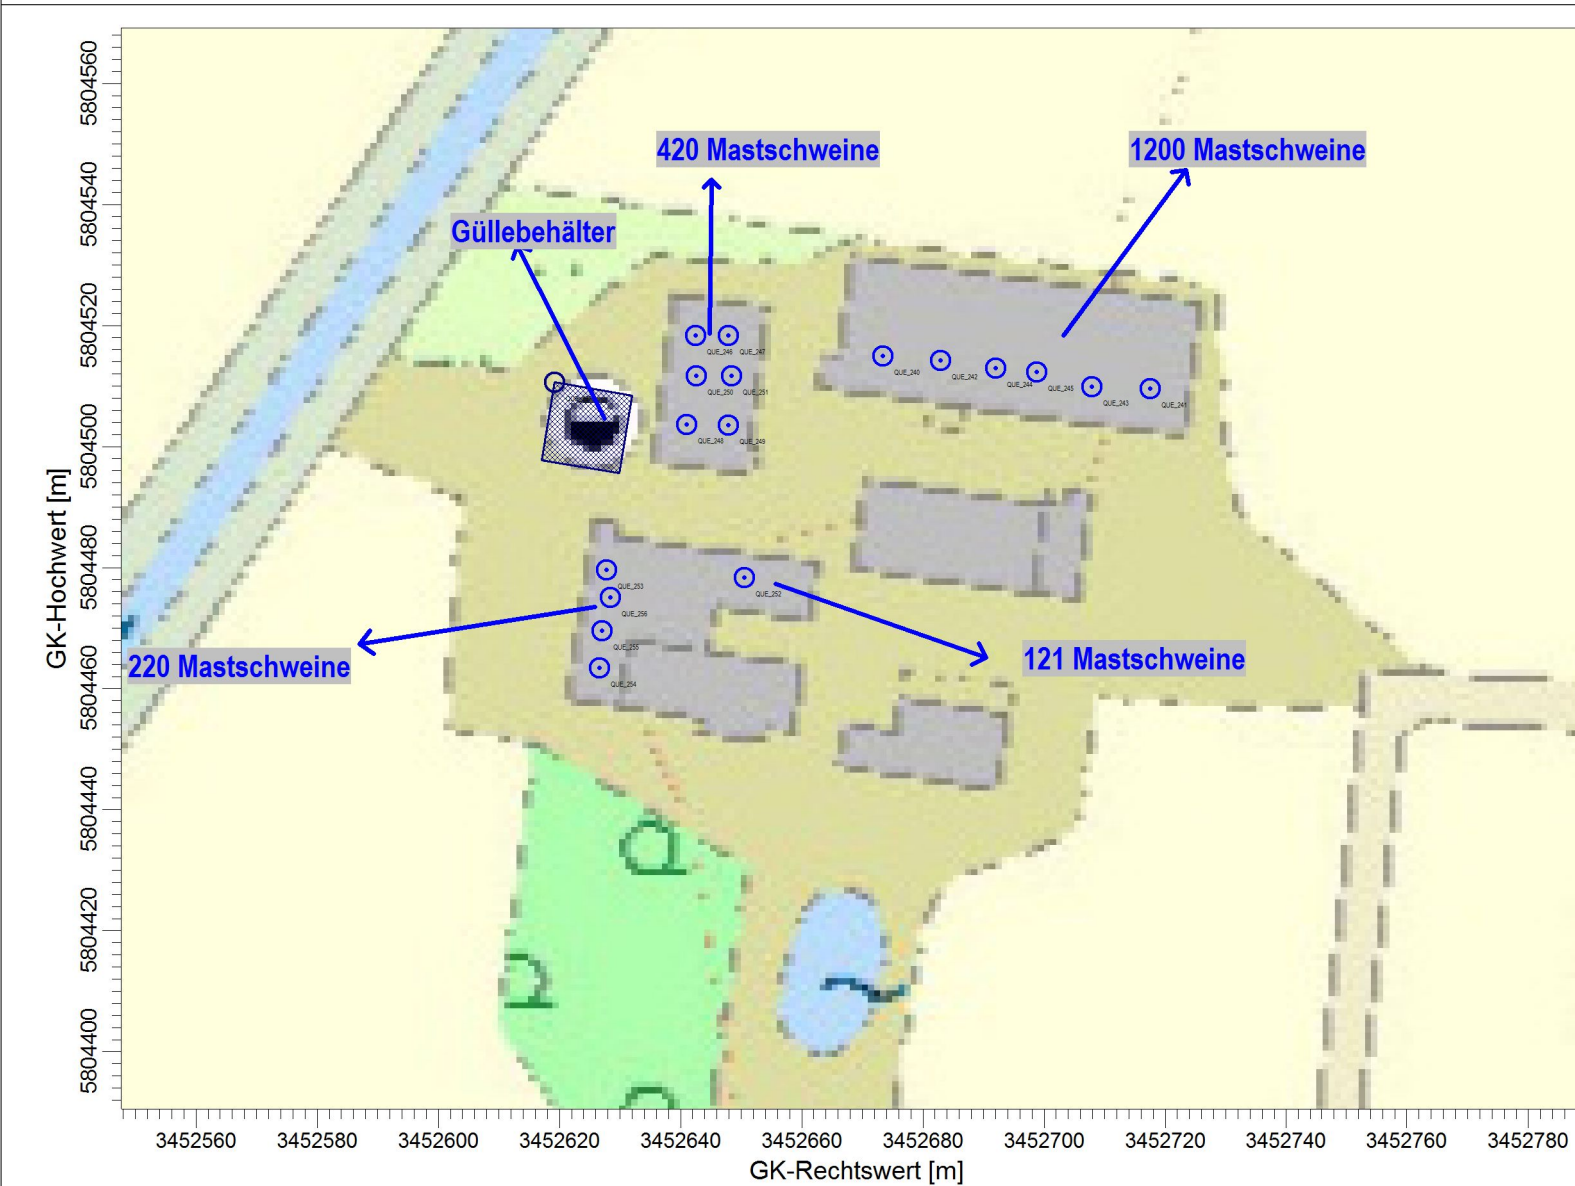 420 Mastschweine
1200 Mastschweine
Güllebehälter
QUE_246
QUE_247
QUE_240
QUE_242
QUE_244
QUE_245
QUE_243
QUE_241
QUE_250
QUE_251
QUE_248
QUE_249
QUE_253
QUE_252
QUE_256
QUE_255
QUE_254
220 Mastschweine
121 Mastschweine
GK-Hochwert [m]
5804560
5804540
5804520
5804500
5804480
5804460
5804440
5804420
5804400
3452560
3452580
3452600
3452620
3452640
3452660
3452680
3452700
3452720
3452740
3452760
3452780
GK-Rechtswert [m]